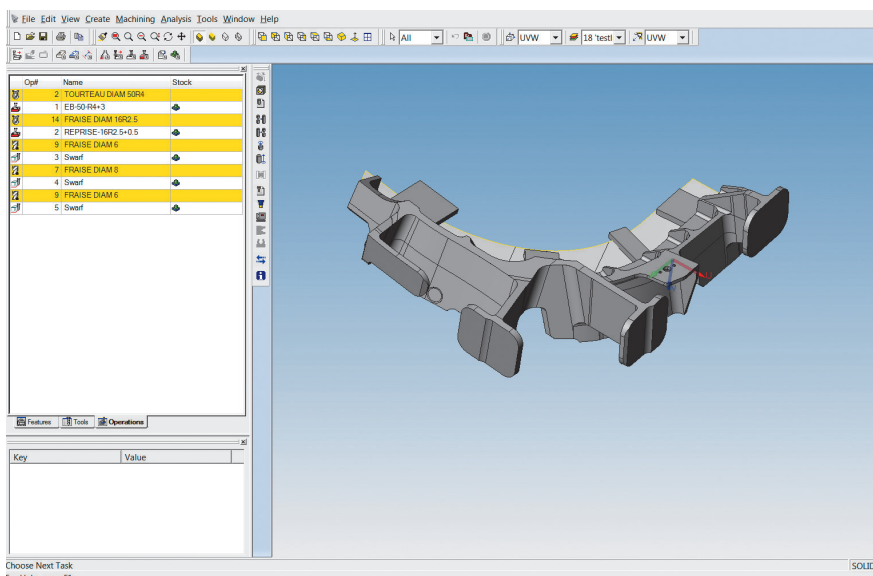 File Edit View Create Machining Analysis Tools Window Help
All UVW 18 'testl UVW
Op# Name Stock
2 TOURTEAU DIAM 50R4
1 EB-50-R4+3
14 FRAISE DIAM 16R2.5
2 REPRISE-16R2.5+0.5
9 FRAISE DIAM 6
3 Swarf
7 FRAISE DIAM 8
4 Swarf
9 FRAISE DIAM 6
5 Swarf
Features Tools Operations
Key Value
Choose Next Task SOLID